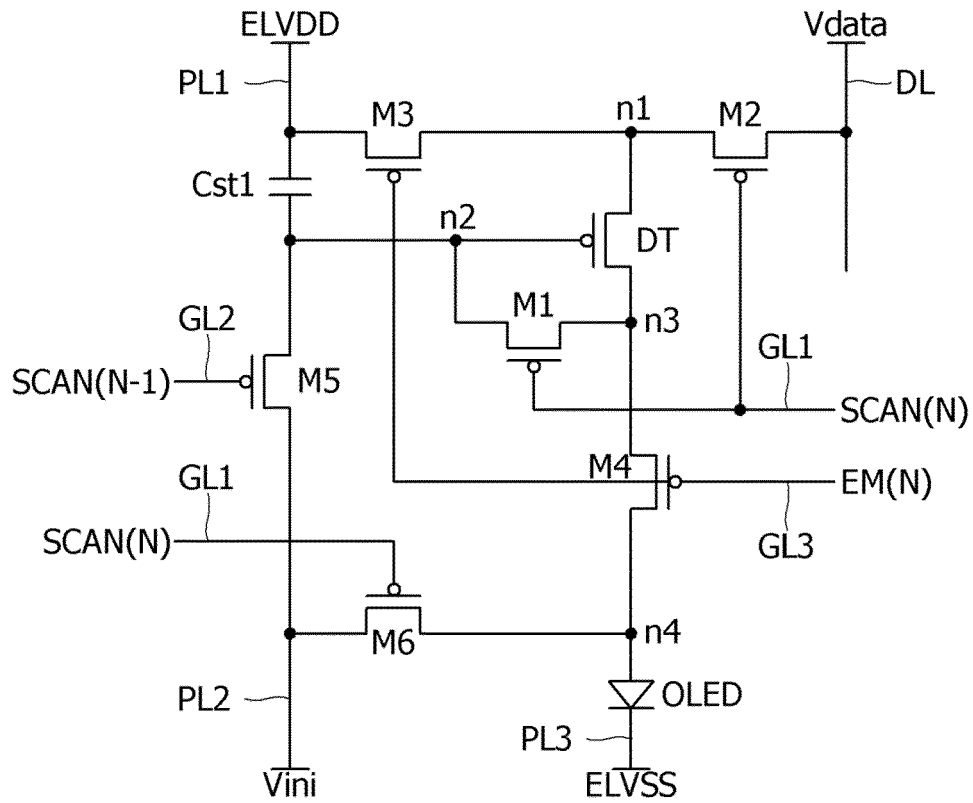 ELVDD
Vdata
PL1
DL
M3
n1
M2
Cst1
n2
DT
M1
n3
GL2
GL1
SCAN(N-1)
M5
SCAN(N)
M4
GL1
EM(N)
SCAN(N)
GL3
M6
n4
PL2
OLED
PL3
Vini
ELVSS